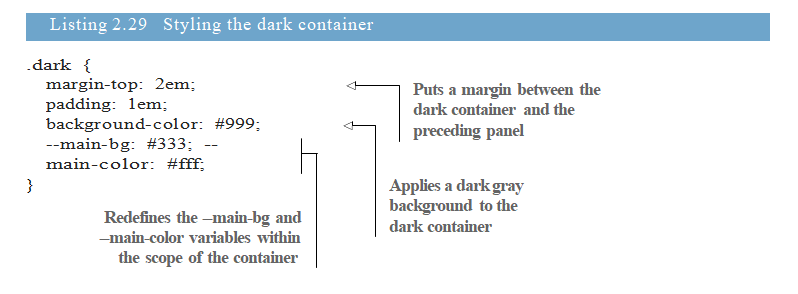 Listing 2.29 Styling the dark container
.dark {
margin-top: 2em;
padding: 1em;
background-color: #999;
--main-bg: #333; --
main-color: #fff;
}
Puts a margin between the
dark container and the
preceding panel
Applies a dark gray
background to the
dark container
Redefines the –main-bg and
–main-color variables within
the scope of the container